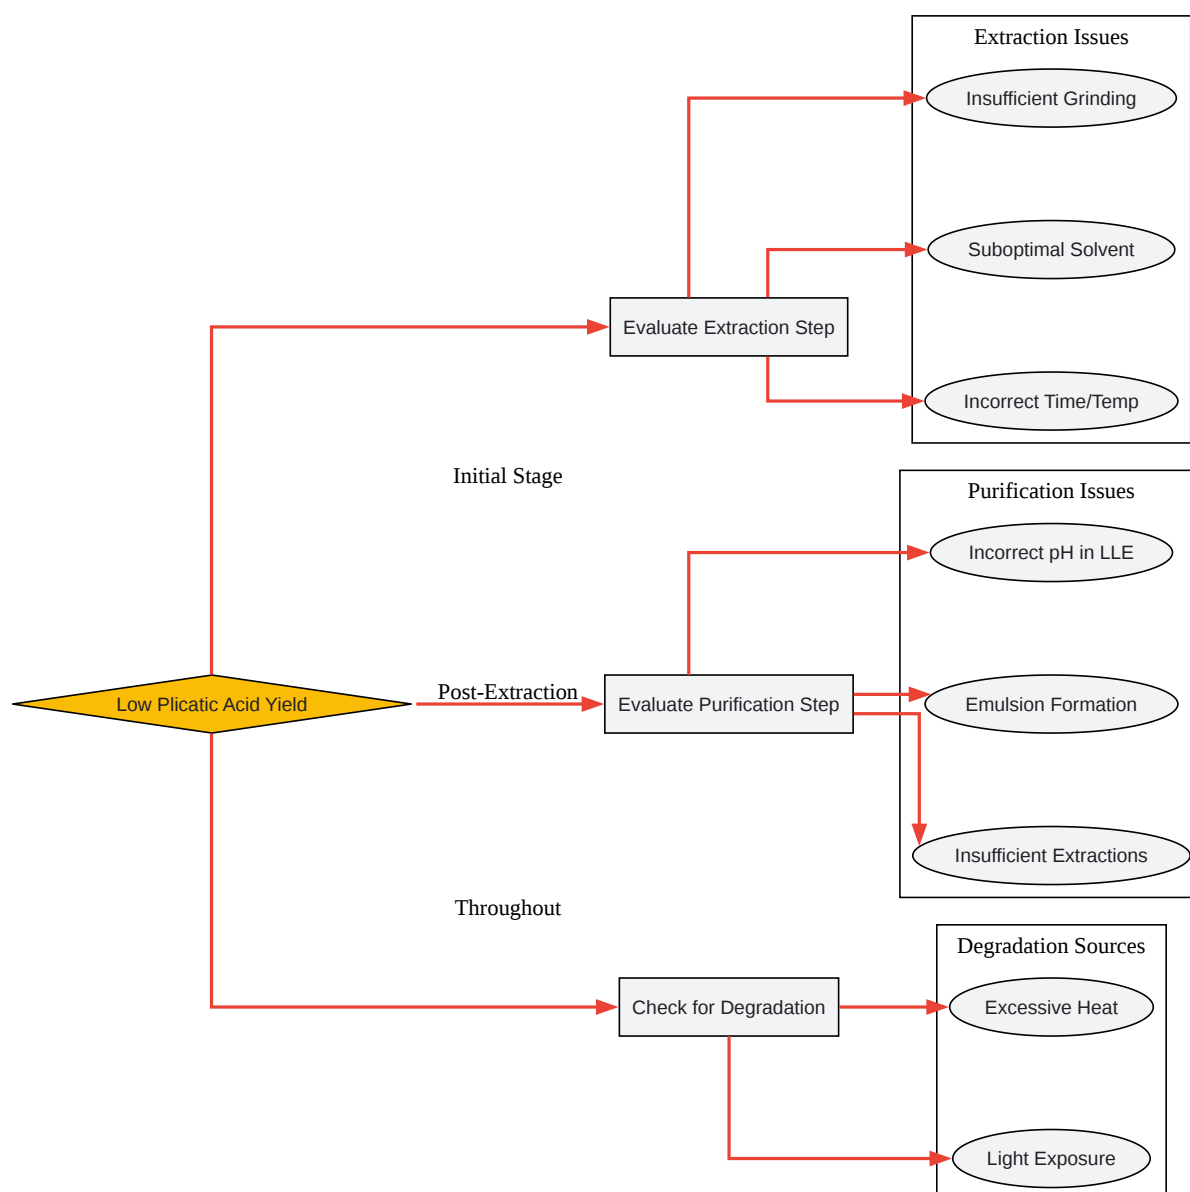 Extraction Issues
Insufficient Grinding
Suboptimal Solvent
Evaluate Extraction Step
Incorrect Time/Temp
Initial Stage
Purification Issues
Incorrect pH in LLE
Low Plicatic Acid Yield
Post-Extraction
Evaluate Purification Step
Emulsion Formation
Insufficient Extractions
Throughout
Degradation Sources
Check for Degradation
Excessive Heat
Light Exposure